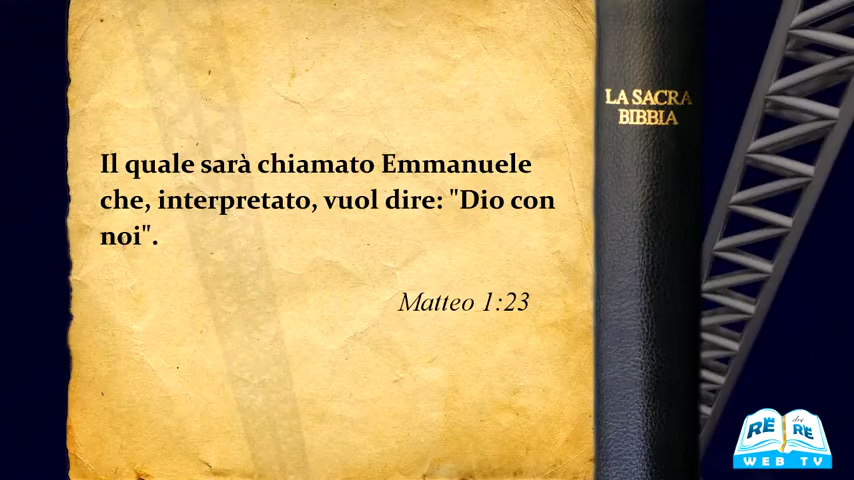 Il quale sarà chiamato Emmanuele
che, interpretato, vuol dire: "Dio con
noi".
Matteo 1:23
LA SACRA
BIBBIA
RE dei RE
WEB TV